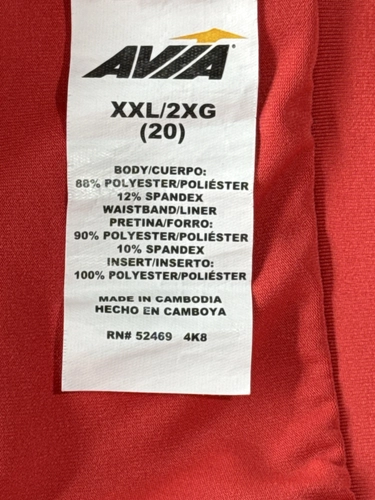 AVIA
XXL/2XG
(20)
BODY/CUERPO:
88% POLYESTER/POLIÉSTER
12% SPANDEX
WAISTBAND/LINER
PRETINA/FORRO:
90% POLYESTER/POLIÉSTER
10% SPANDEX
INSERT/INSERTO:
100% POLYESTER/POLIÉSTER
MADE IN CAMBODIA
HECHO EN CAMBOYA
RN# 52469 4K8